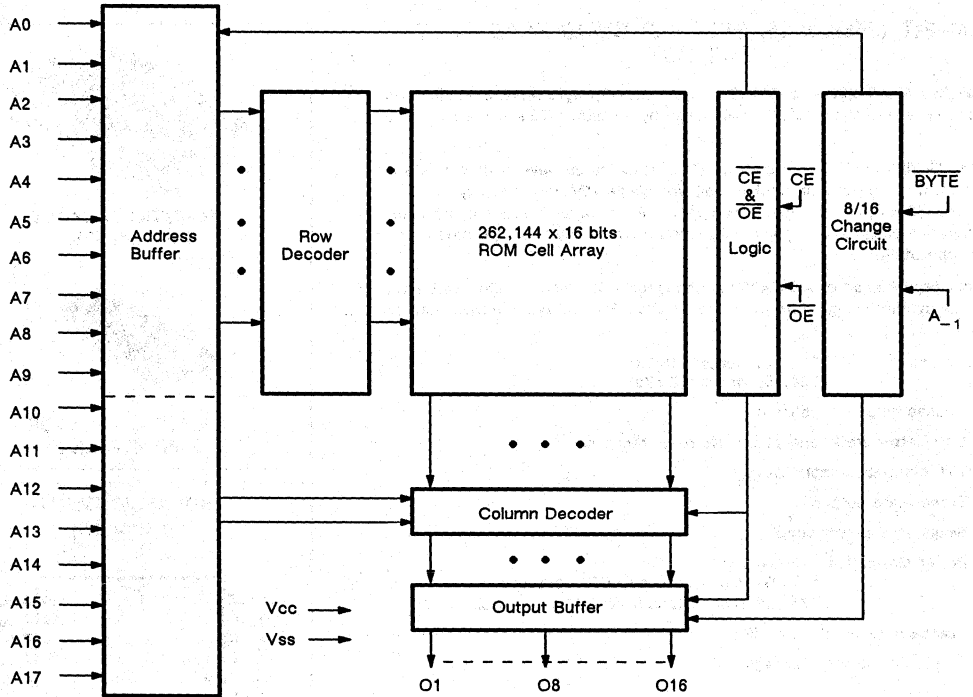 A0
A1
A2
A3
A4
A5
A6
A7
A8
A9
A10
A11
A12
A13
A14
A15
A16
A17
Address
Buffer
Row
Decoder
262,144 x 16 bits
ROM Cell Array
CE
&
OE
Logic
CE
OE
8/16
Change
Circuit
BYTE
A-1
Column Decoder
Output Buffer
Vcc
Vss
O1
O8
O16